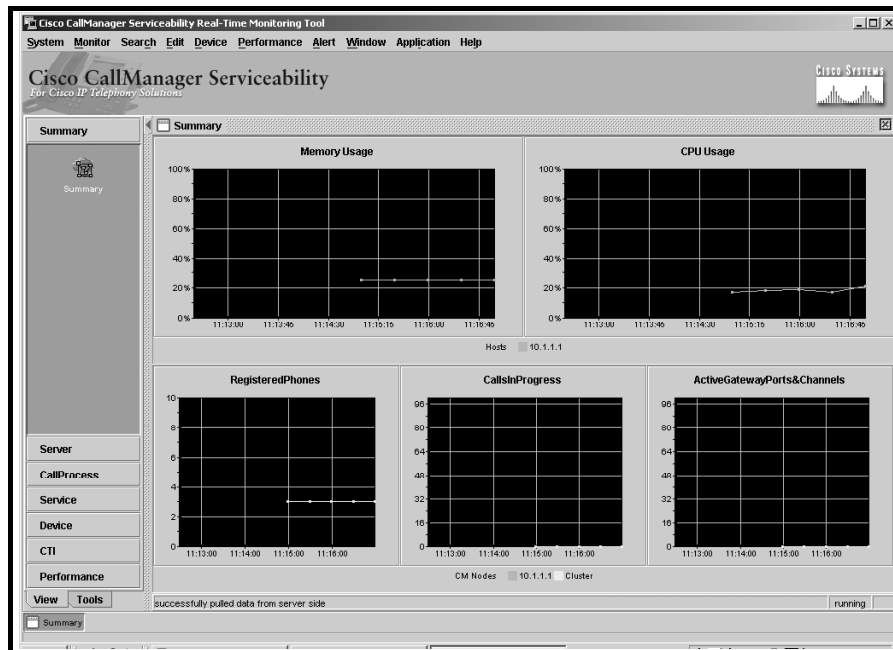 Cisco CallManager Serviceability Real-Time Monitoring Tool
System Monitor Search Edit Device Performance Alert Window Application Help
Cisco CallManager Serviceability
For Cisco IP Telephony Solutions
CISCO SYSTEMS
Summary
Summary
Summary
Memory Usage
100%
80%
60%
40%
20%
0%
11:13:00 11:13:45 11:14:30 11:15:15 11:16:00 11:16:45
CPU Usage
100%
80%
60%
40%
20%
0%
11:13:00 11:13:45 11:14:30 11:15:15 11:16:00 11:16:45
Hosts 10.1.1.1
RegisteredPhones
10
8
6
4
2
0
11:13:00 11:14:00 11:15:00 11:16:00
CallsInProgress
96
80
64
48
32
16
0
11:13:00 11:14:00 11:15:00 11:16:00
ActiveGatewayPorts&Channels
96
80
64
48
32
16
0
11:13:00 11:14:00 11:15:00 11:16:00
CM Nodes 10.1.1.1 Cluster
Server
CallProcess
Service
Device
CTI
Performance
View Tools
successfully pulled data from server side
running
Summary